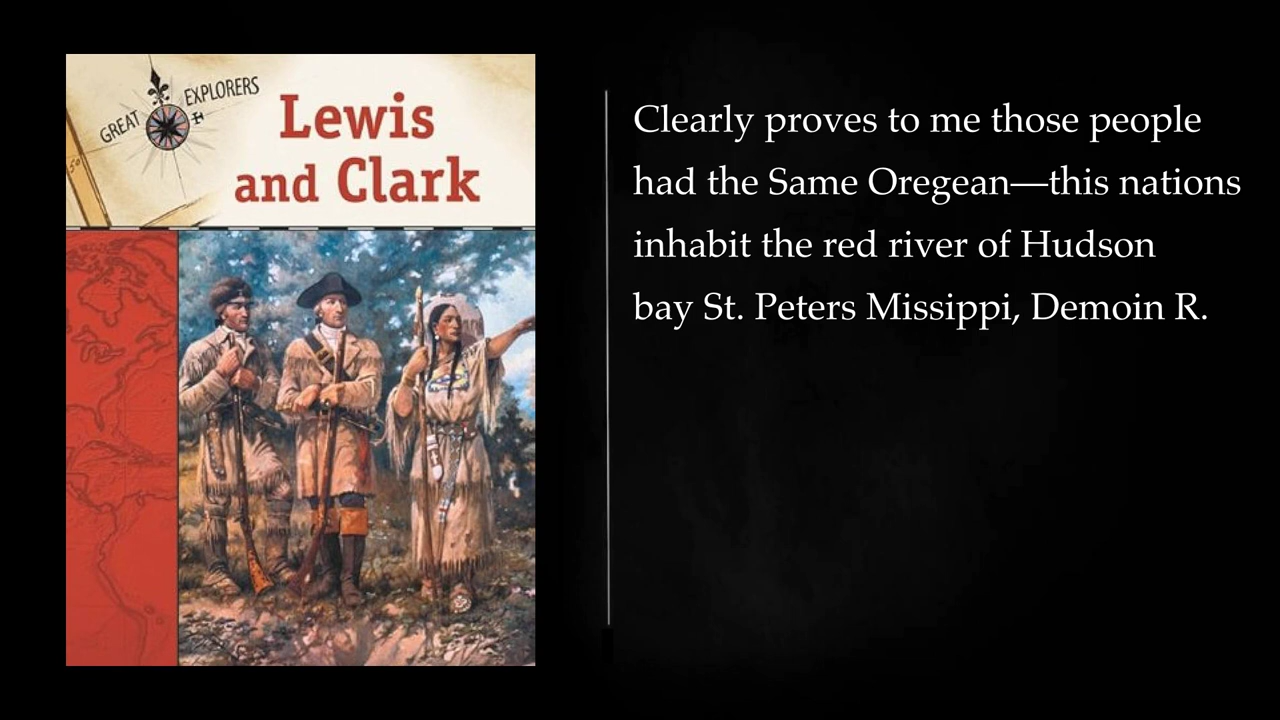 GREAT EXPLORERS
Lewis
and Clark
50
Clearly proves to me those people
had the Same Oregean—this nations
inhabit the red river of Hudson
bay St. Peters Missippi, Demoin R.